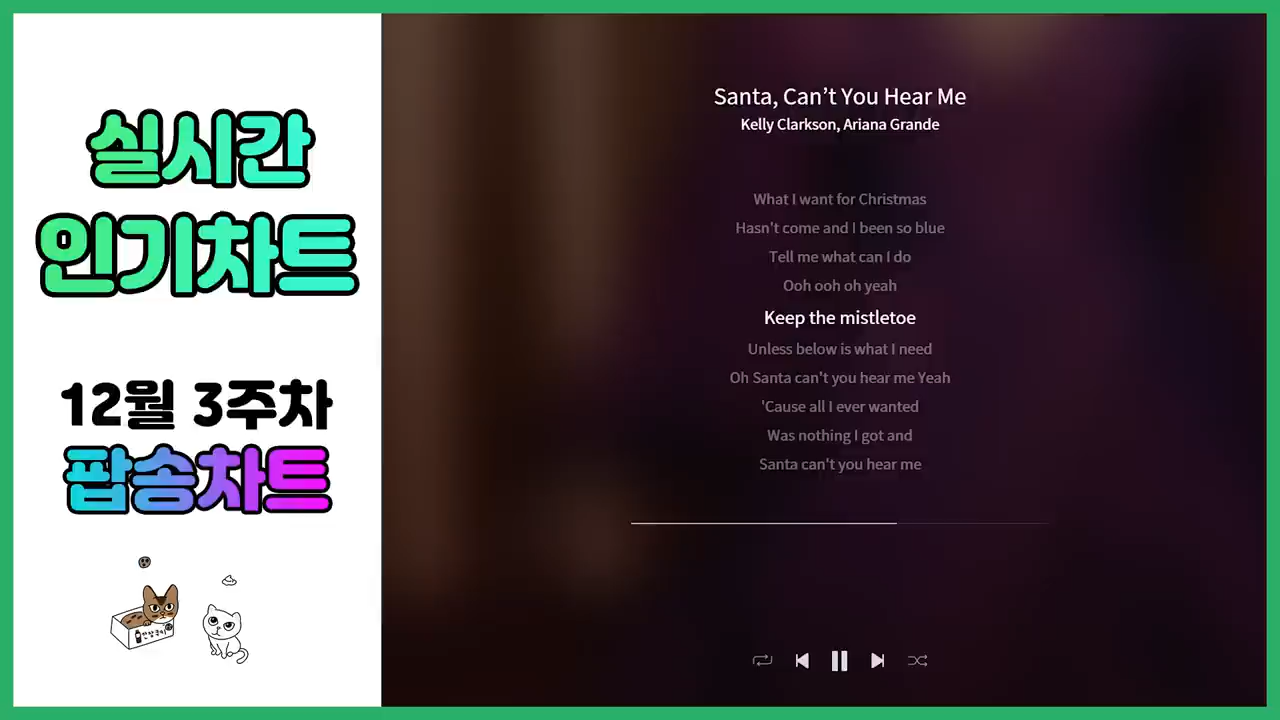 실시간
인기차트
12월 3주차
팝송차트
Santa, Can’t You Hear Me
Kelly Clarkson, Ariana Grande
What I want for Christmas
Hasn't come and I been so blue
Tell me what can I do
Ooh ooh oh yeah
Keep the mistletoe
Unless below is what I need
Oh Santa can't you hear me Yeah
'Cause all I ever wanted
Was nothing I got and
Santa can't you hear me